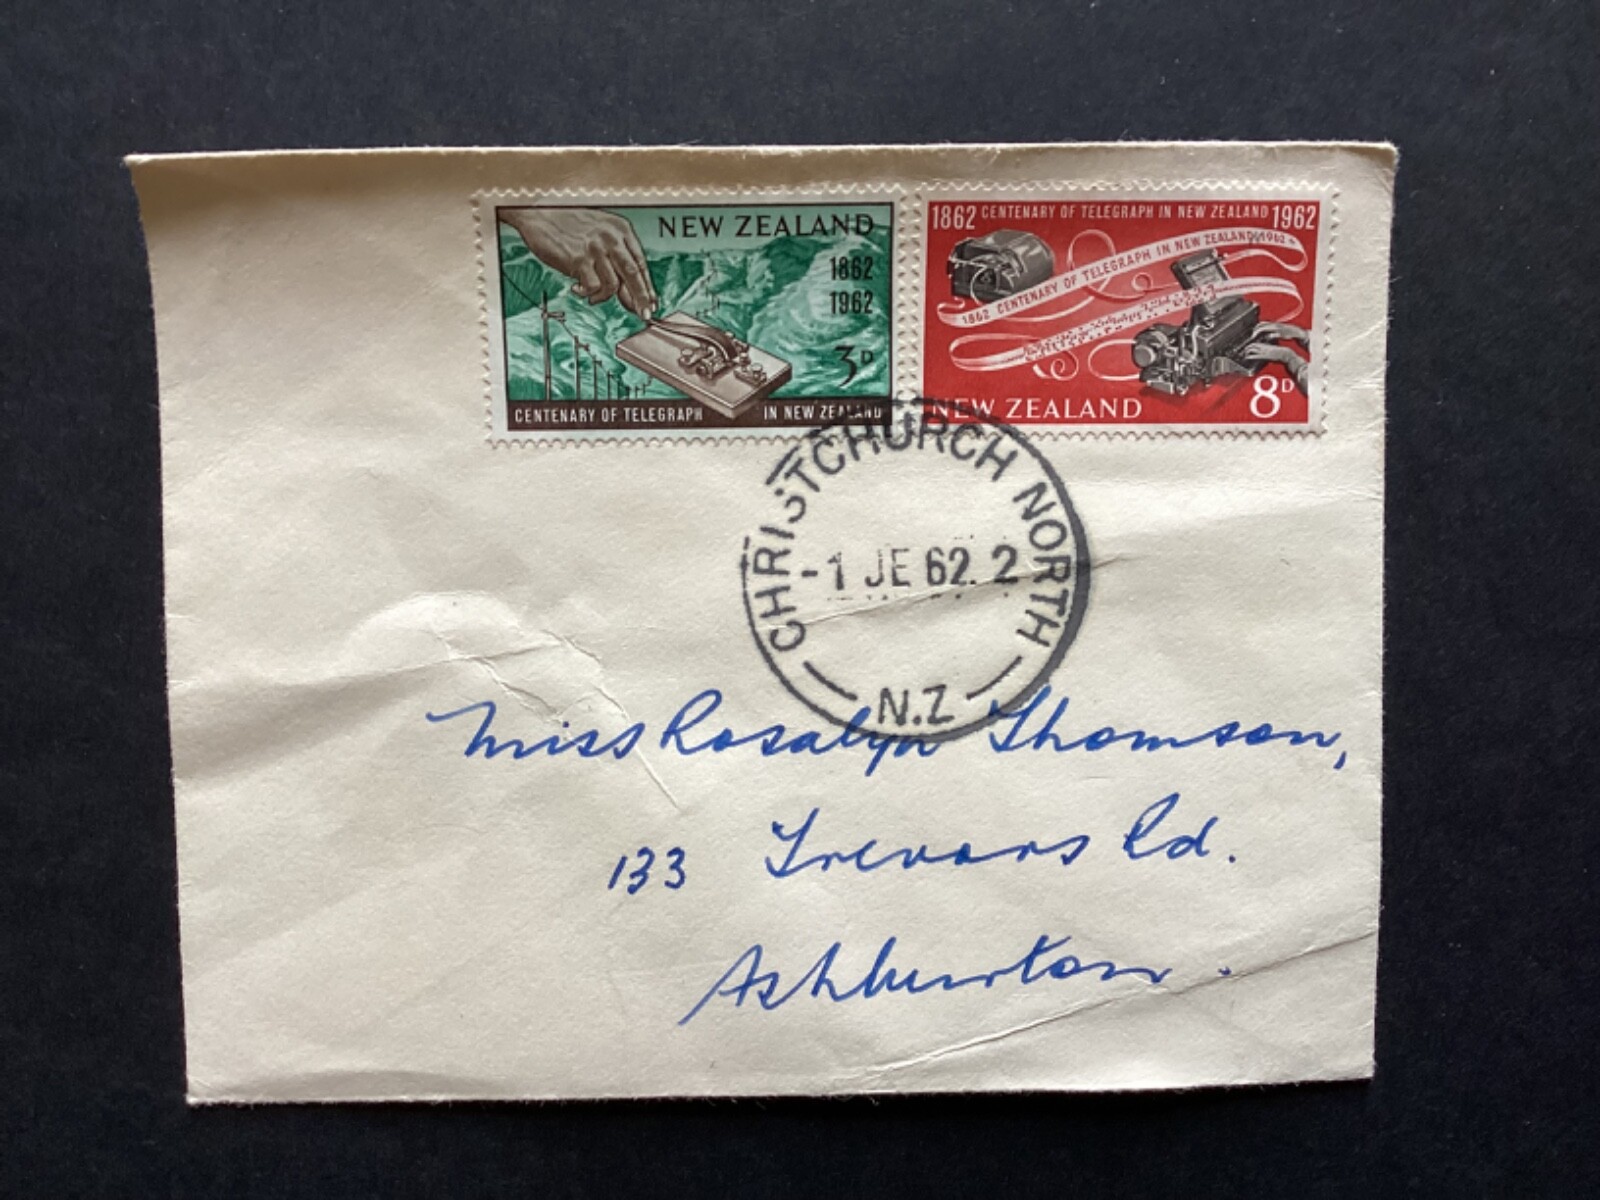 NEW ZEALAND
1862
1962
3D
CENTENARY OF TELEGRAPH IN NEW ZEALAND
1862 CENTENARY OF TELEGRAPH IN NEW ZEALAND 1962
1862 CENTENARY OF TELEGRAPH IN NEW ZEALAND 1962
NEW ZEALAND 8D
CHRISTCHURCH NORTH
-1 JE 62. 2
N.Z
Miss Rosalyn Thomson,
133 Trevors Rd.
Ashburton.